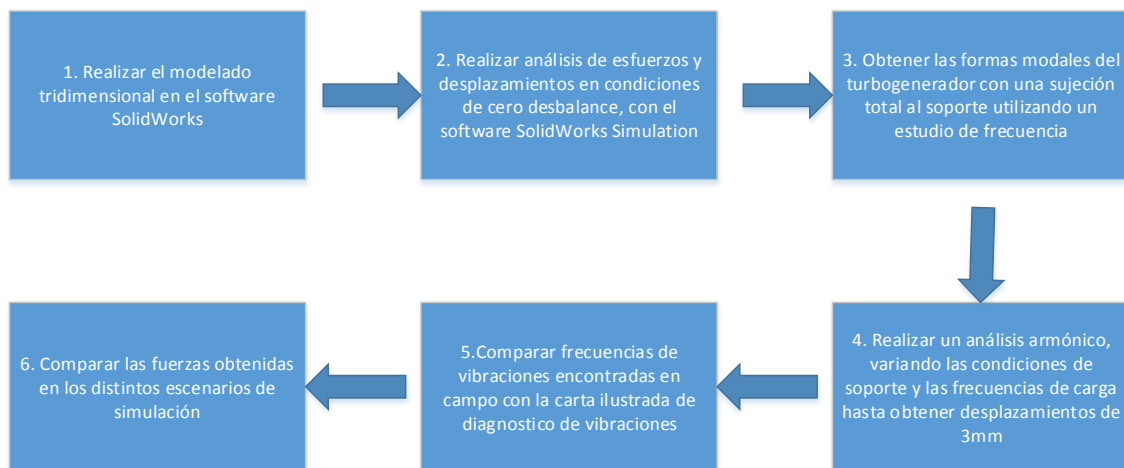 1. Realizar el modelado
tridimensional en el software
SolidWorks
2. Realizar análisis de esfuerzos y
desplazamientos en condiciones
de cero desbalance, con el
software SolidWorks Simulation
3. Obtener las formas modales del
turbogenerador con una sujeción
total al soporte utilizando un
estudio de frecuencia
4. Realizar un análisis armónico,
variando las condiciones de
soporte y las frecuencias de carga
hasta obtener desplazamientos de
3mm
5.Comparar frecuencias de
vibraciones encontradas en
campo con la carta ilustrada de
diagnostico de vibraciones
6. Comparar las fuerzas obtenidas
en los distintos escenarios de
simulación